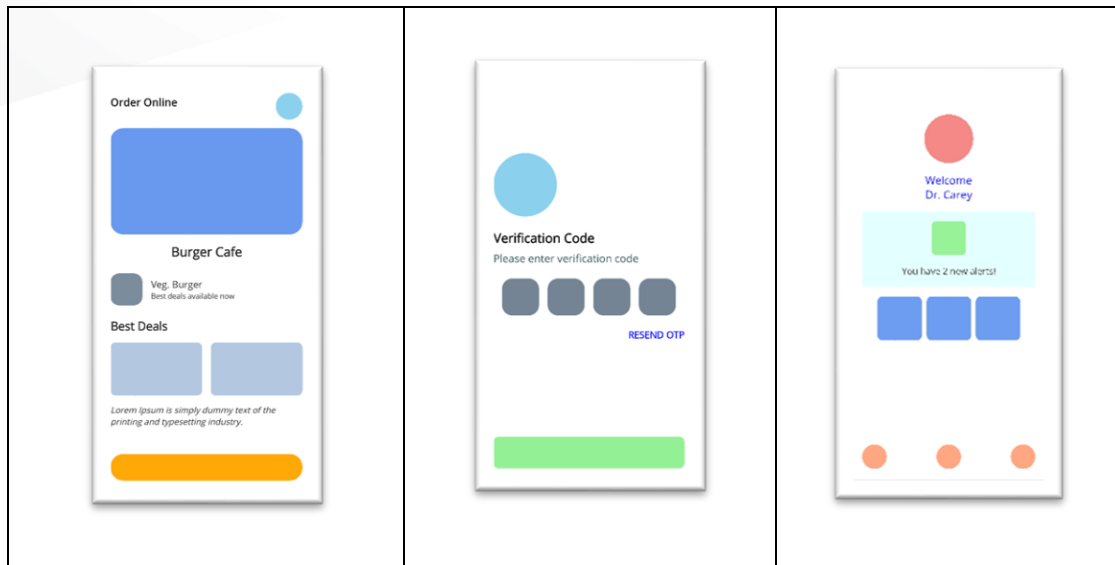 Order Online
Burger Cafe
Veg. Burger
Best deals available now
Best Deals
Lorem Ipsum is simply dummy text of the
printing and typesetting industry.
Verification Code
Please enter verification code
RESEND OTP
Welcome
Dr. Carey
You have 2 new alerts!